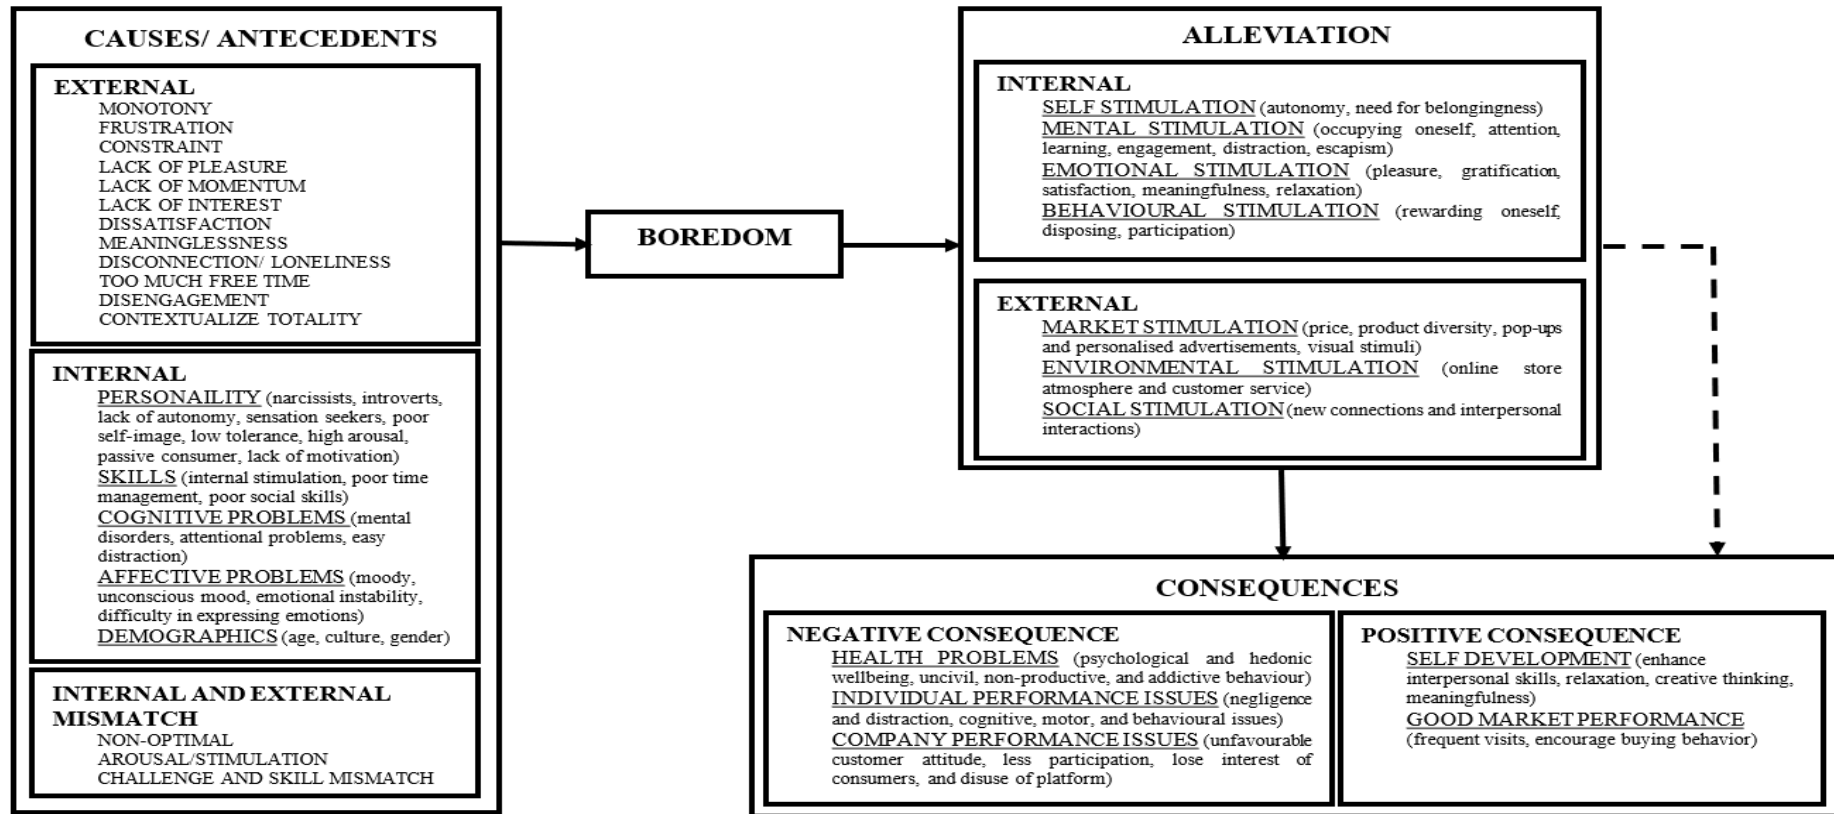 CAUSES/ ANTECEDENTS
EXTERNAL
MONOTONY
FRUSTRATION
CONSTRAINT
LACK OF PLEASURE
LACK OF MOMENTUM
LACK OF INTEREST
DISSATISFACTION
MEANINGLESSNESS
DISCONNECTION/ LONELINESS
TOO MUCH FREE TIME
DISENGAGEMENT
CONTEXTUALIZE TOTALITY
INTERNAL
PERSONAILITY (narcissists, introverts,
lack of autonomy, sensation seekers, poor
self-image, low tolerance, high arousal,
passive consumer, lack of motivation)
SKILLS (internal stimulation, poor time
management, poor social skills)
COGNITIVE PROBLEMS (mental
disorders, attentional problems, easy
distraction)
AFFECTIVE PROBLEMS (moody,
unconscious mood, emotional instability,
difficulty in expressing emotions)
DEMOGRAPHICS (age, culture, gender)
INTERNAL AND EXTERNAL
MISMATCH
NON-OPTIMAL
AROUSAL/STIMULATION
CHALLENGE AND SKILL MISMATCH
BOREDOM
ALLEVIATION
INTERNAL
SELF STIMULATION (autonomy, need for belongingness)
MENTAL STIMULATION (occupying oneself, attention,
learning, engagement, distraction, escapism)
EMOTIONAL STIMULATION (pleasure, gratification,
satisfaction, meaningfulness, relaxation)
BEHAVIOURAL STIMULATION (rewarding oneself,
disposing, participation)
EXTERNAL
MARKET STIMULATION (price, product diversity, pop-ups
and personalised advertisements, visual stimuli)
ENVIRONMENTAL STIMULATION (online store
atmosphere and customer service)
SOCIAL STIMULATION (new connections and interpersonal
interactions)
CONSEQUENCES
NEGATIVE CONSEQUENCE
HEALTH PROBLEMS (psychological and hedonic
wellbeing, uncivil, non-productive, and addictive behaviour)
INDIVIDUAL PERFORMANCE ISSUES (negligence
and distraction, cognitive, motor, and behavioural issues)
COMPANY PERFORMANCE ISSUES (unfavourable
customer attitude, less participation, lose interest of
consumers, and disuse of platform)
POSITIVE CONSEQUENCE
SELF DEVELOPMENT (enhance
interpersonal skills, relaxation, creative thinking,
meaningfulness)
GOOD MARKET PERFORMANCE
(frequent visits, encourage buying behavior)